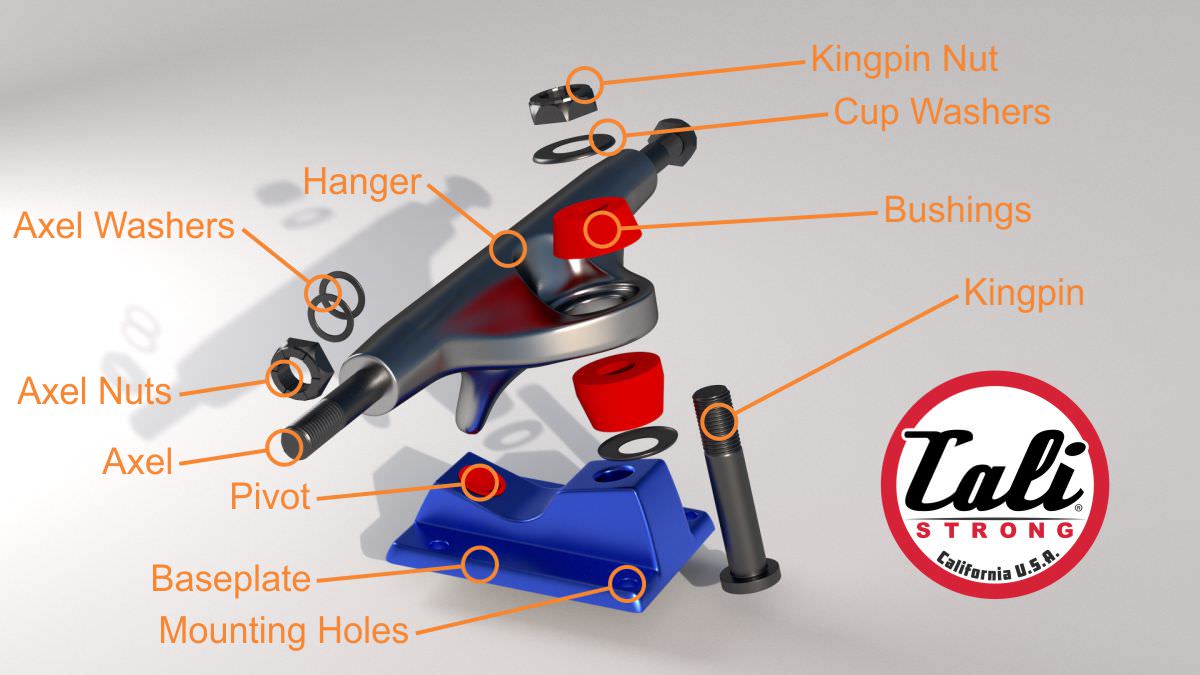 Kingpin Nut
Cup Washers
Hanger
Bushings
Axel Washers
Kingpin
Axel Nuts
Axel
Pivot
Baseplate
Mounting Holes
Cali®
STRONG
California U.S.A.